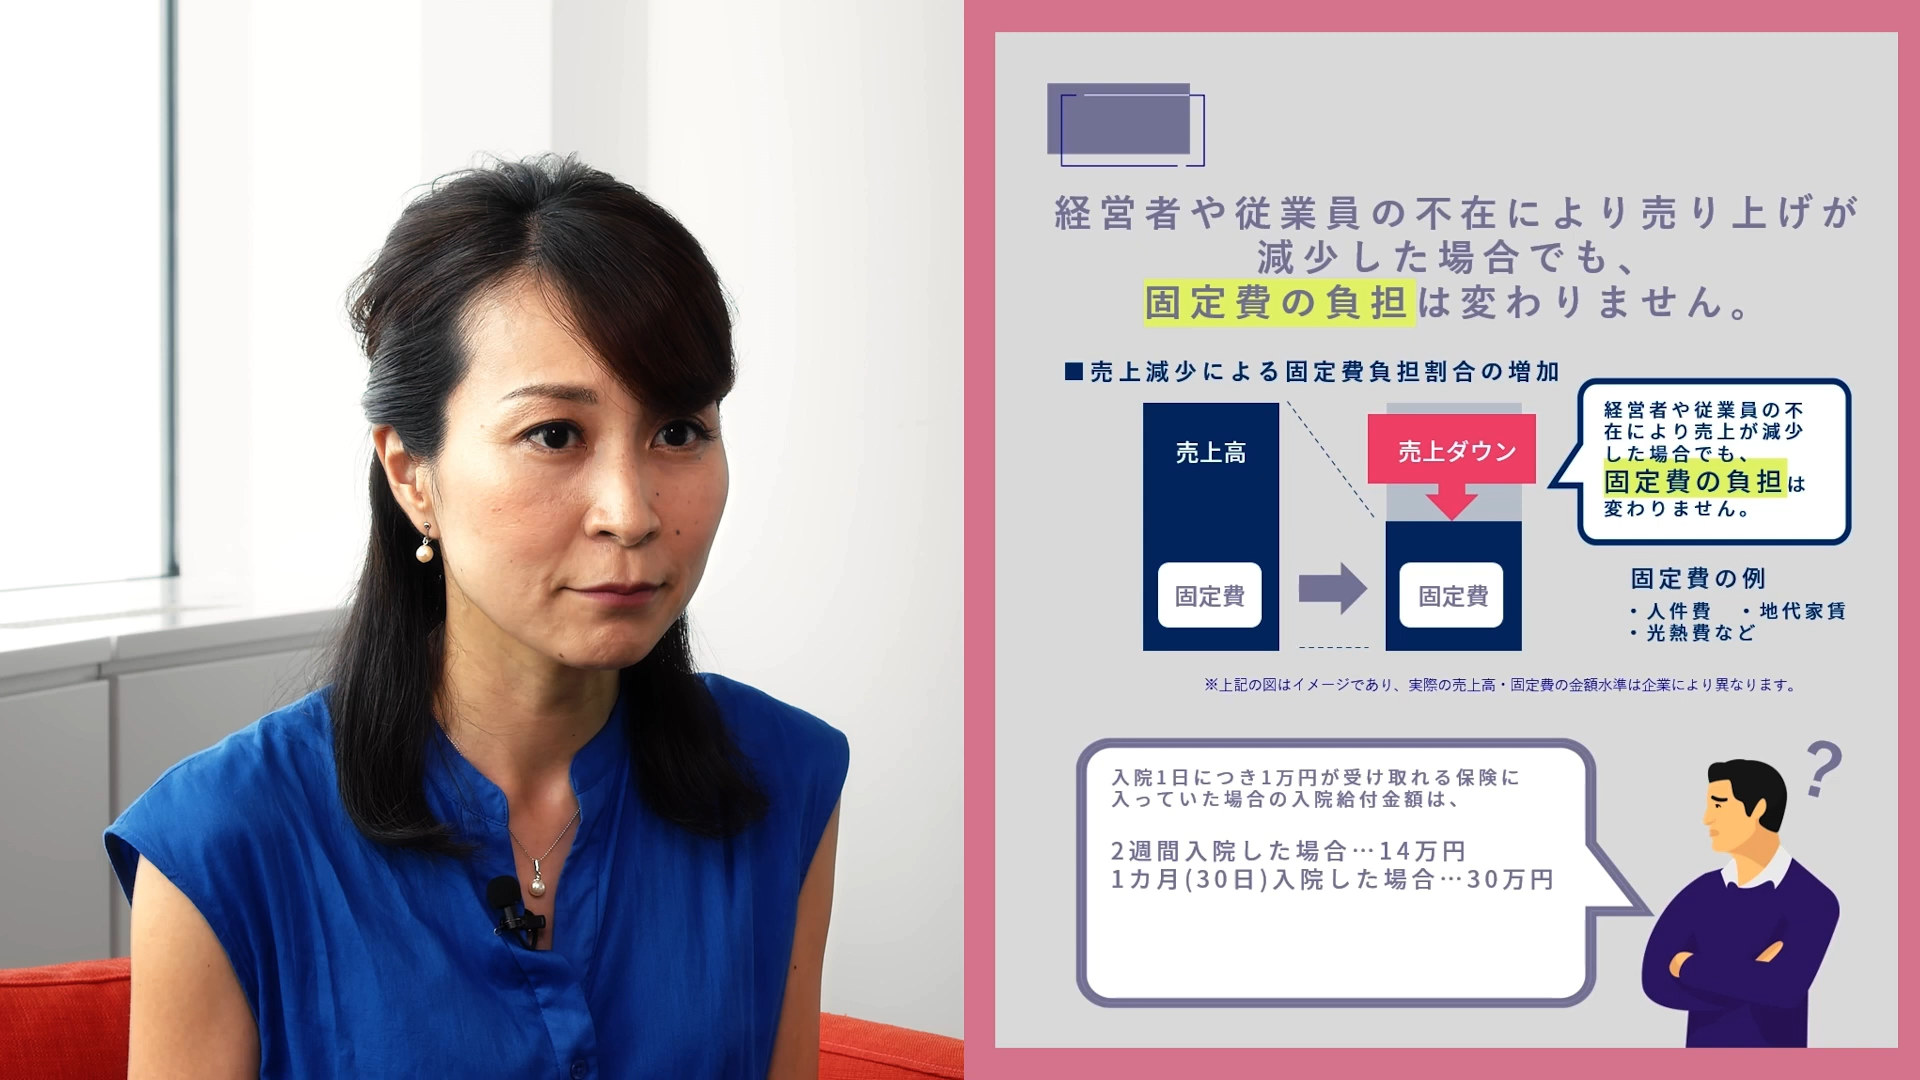 経営者や従業員の不在により売り上げが
減少した場合でも、
固定費の負担は変わりません。
■売上減少による固定費負担割合の増加
売上高
固定費
売上ダウン
固定費
経営者や従業員の不
在により売上が減少
した場合でも、
固定費の負担は
変わりません。
固定費の例
・人件費 ・地代家賃
・光熱費など
※上記の図はイメージであり、実際の売上高・固定費の金額水準は企業により異なります。
入院1日につき1万円が受け取れる保険に
入っていた場合の入院給付金額は、
2週間入院した場合…14万円
1カ月(30日)入院した場合…30万円
?